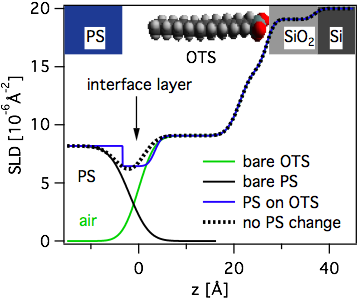 20
15
10
5
0
SLD [10⁻⁶Å⁻²]
PS
OTS
SiO₂
Si
interface layer
PS
air
bare OTS
bare PS
PS on OTS
no PS change
0
20
40
z [Å]